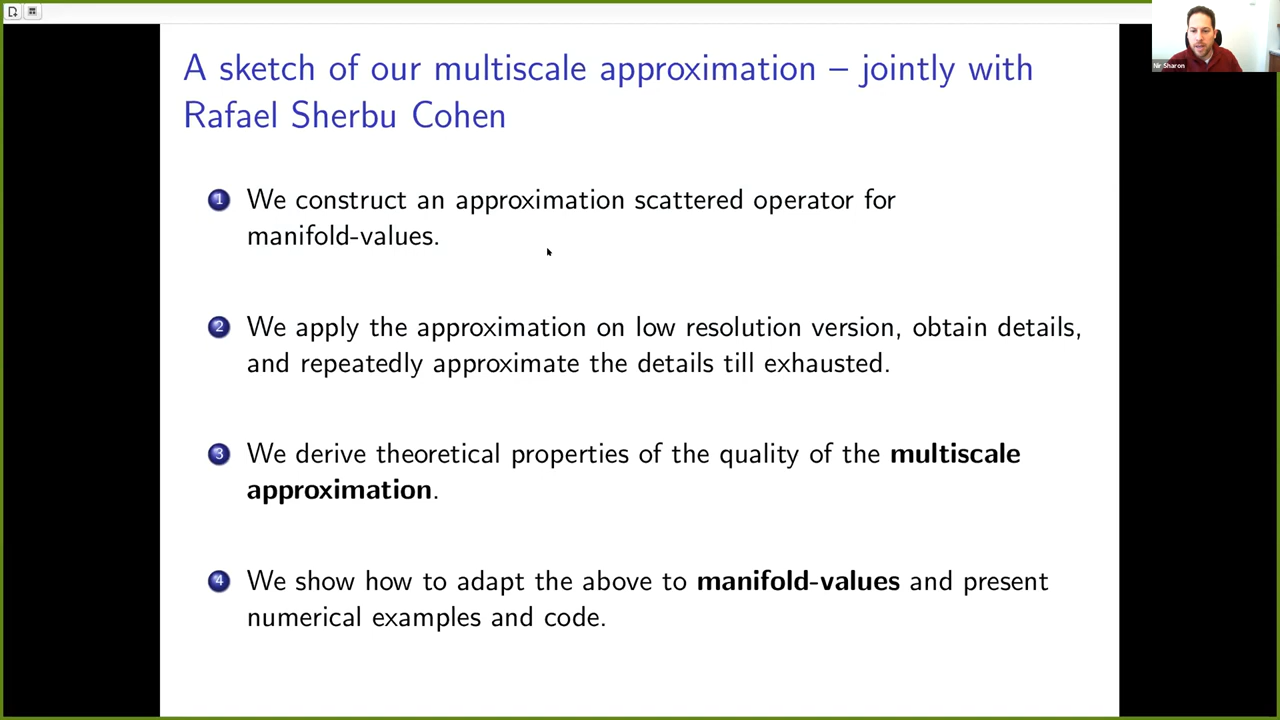 A sketch of our multiscale approximation – jointly with
Rafael Sherbu Cohen
1 We construct an approximation scattered operator for
manifold-values.
2 We apply the approximation on low resolution version, obtain details,
and repeatedly approximate the details till exhausted.
3 We derive theoretical properties of the quality of the multiscale
approximation.
4 We show how to adapt the above to manifold-values and present
numerical examples and code.
Nir Sharon